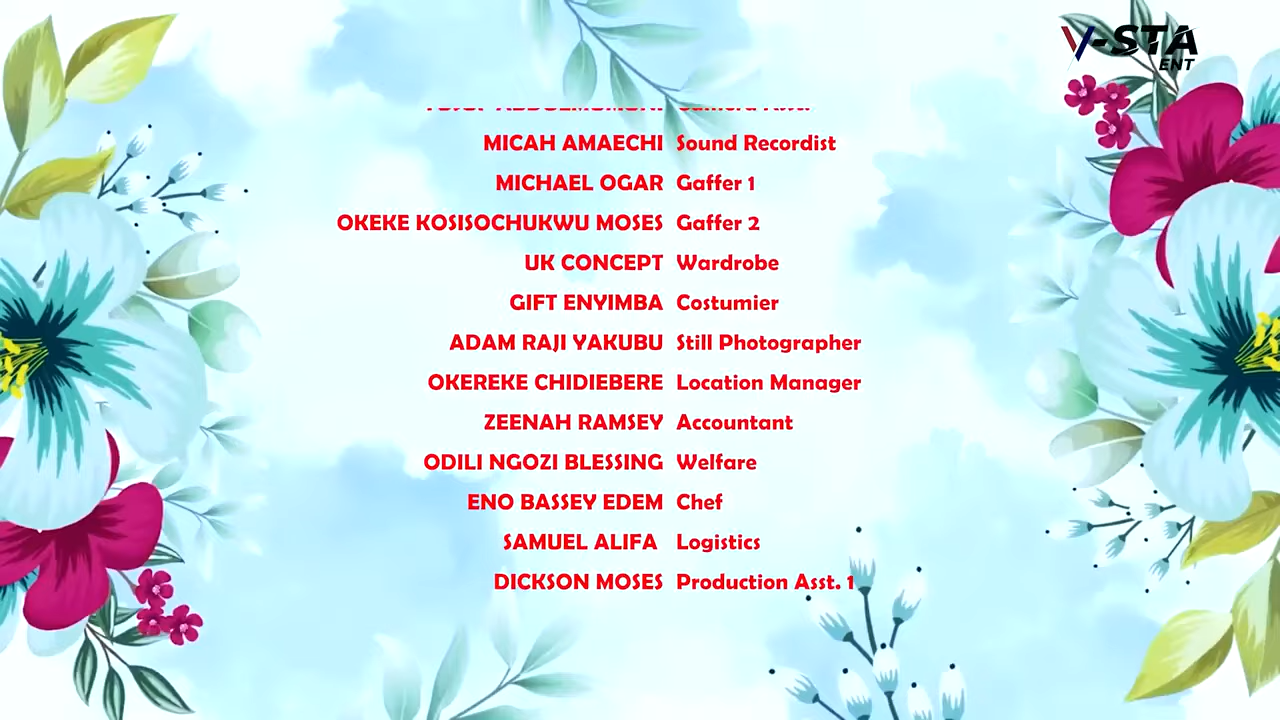 V-STA
ENT
MICAH AMAECHI Sound Recordist
MICHAEL OGAR Gaffer 1
OKEKE KOSISOCHUKWU MOSES Gaffer 2
UK CONCEPT Wardrobe
GIFT ENYIMBA Costumier
ADAM RAJI YAKUBU Still Photographer
OKEREKE CHIDIEBERE Location Manager
ZEENAH RAMSEY Accountant
ODILI NGOZI BLESSING Welfare
ENO BASSEY EDEM Chef
SAMUEL ALIFA Logistics
DICKSON MOSES Production Asst. 1